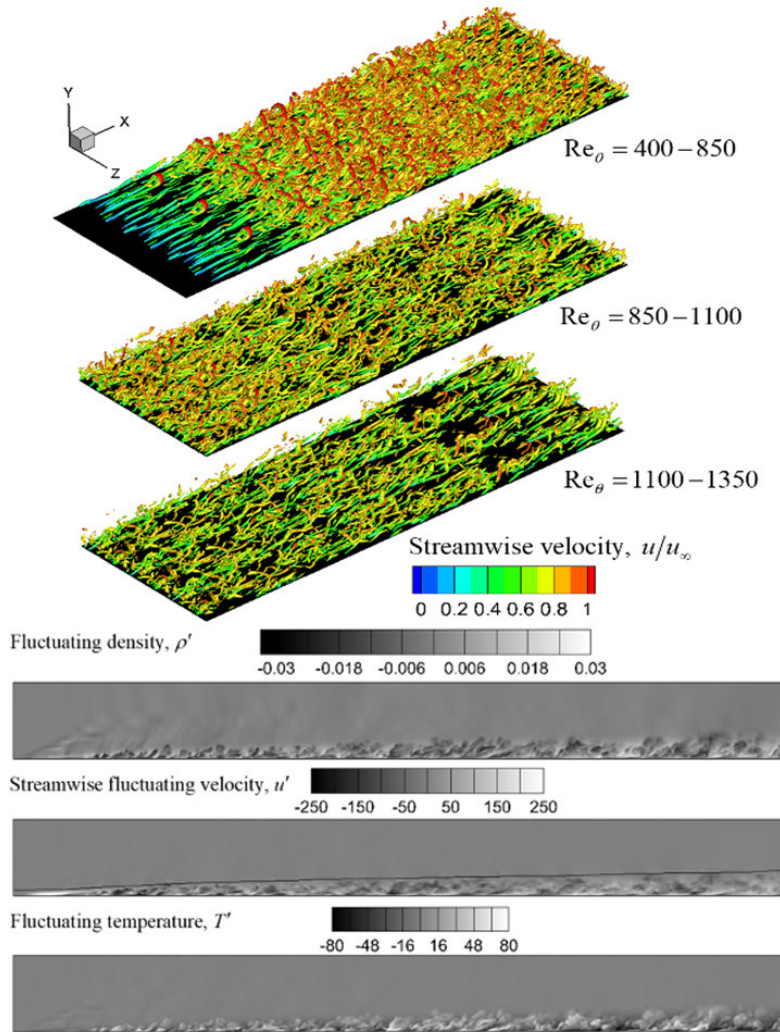 Y
X
Z
Re_θ = 400 – 850
Re_θ = 850 – 1100
Re_θ = 1100 – 1350
Streamwise velocity, u/u_∞
0 0.2 0.4 0.6 0.8 1
Fluctuating density, ρ′
-0.03 -0.018 -0.006 0.006 0.018 0.03
Streamwise fluctuating velocity, u′
-250 -150 -50 50 150 250
Fluctuating temperature, T′
-80 -48 -16 16 48 80